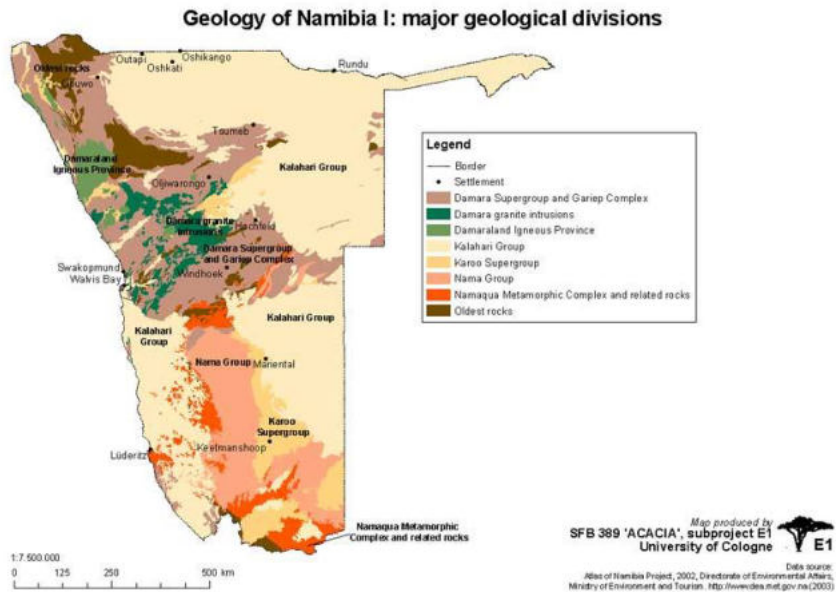 Geology of Namibia I: major geological divisions
Oshikango
Outapi
Oshkati
Rundu
Oldest rocks
Opuwo
Tsumeb
Damaraland
Igneous Province
Kalahari Group
Otjiwarongo
Damara granite
intrusions
Hochfeld
Damara Supergroup
and Gariep Complex
Swakopmund
Walvis Bay
Windhoek
Kalahari
Group
Kalahari Group
Nama Group
Mariental
Karoo
Supergroup
Keetmanshoop
Lüderitz
Namaqua Metamorphic
Complex and related rocks
Legend
Border
Settlement
Damara Supergroup and Gariep Complex
Damara granite intrusions
Damaraland Igneous Province
Kalahari Group
Karoo Supergroup
Nama Group
Namaqua Metamorphic Complex and related rocks
Oldest rocks
1:7.500.000
0 125 250 500 km
Map produced by
SFB 389 'ACACIA', subproject E1
University of Cologne
E1
Data source:
Atlas of Namibia Project, 2002, Directorate of Environmental Affairs,
Ministry of Environment and Tourism. (2003)